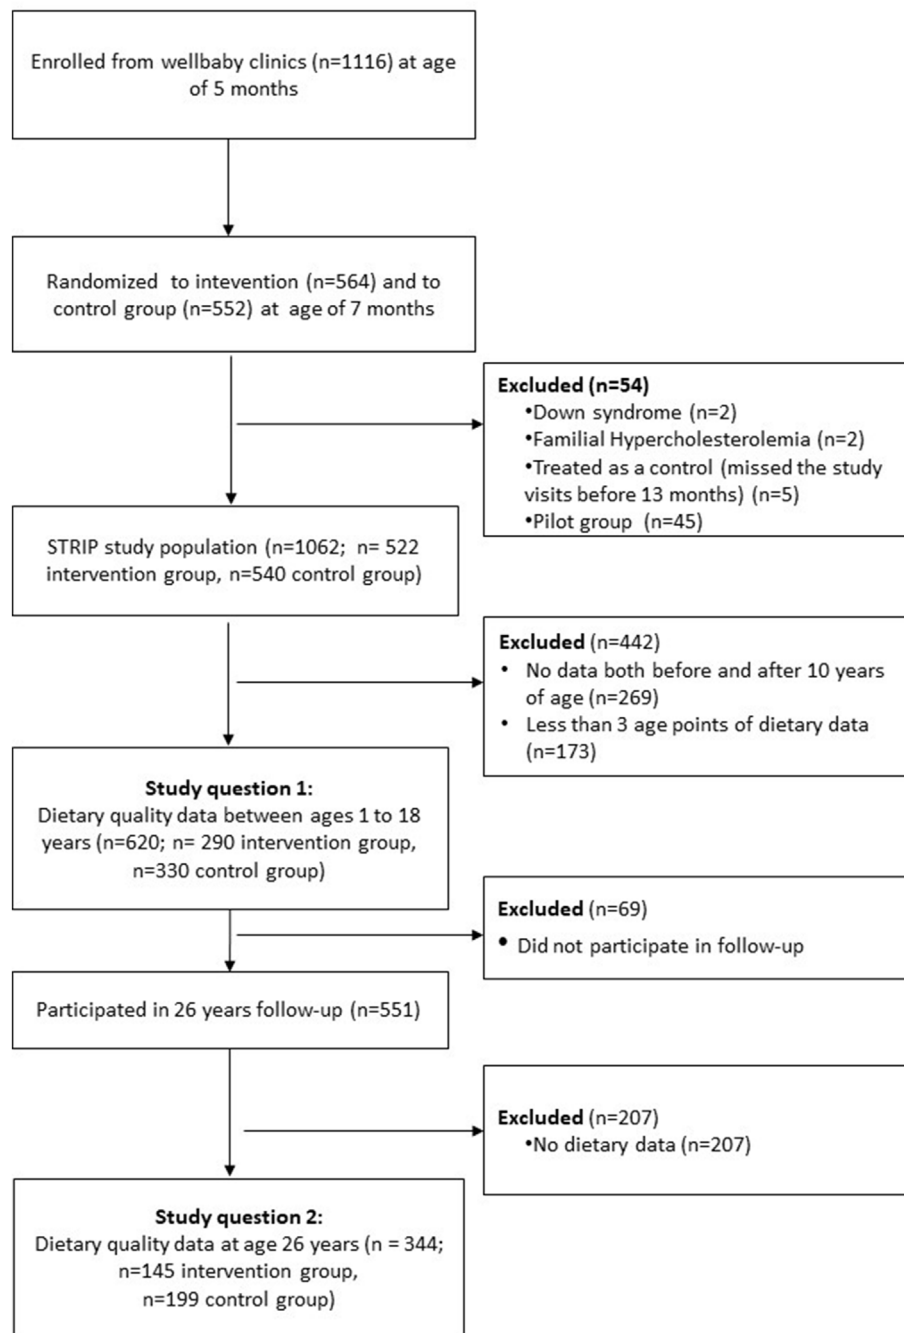 Enrolled from wellbaby clinics (n=1116) at age
of 5 months
Randomized to intevention (n=564) and to
control group (n=552) at age of 7 months
Excluded (n=54)
•Down syndrome (n=2)
•Familial Hypercholesterolemia (n=2)
•Treated as a control (missed the study
visits before 13 months) (n=5)
•Pilot group (n=45)
STRIP study population (n=1062; n= 522
intervention group, n=540 control group)
Excluded (n=442)
• No data both before and after 10 years
of age (n=269)
• Less than 3 age points of dietary data
(n=173)
Study question 1:
Dietary quality data between ages 1 to 18
years (n=620; n= 290 intervention group,
n=330 control group)
Excluded (n=69)
• Did not participate in follow-up
Participated in 26 years follow-up (n=551)
Excluded (n=207)
•No dietary data (n=207)
Study question 2:
Dietary quality data at age 26 years (n = 344;
n=145 intervention group,
n=199 control group)